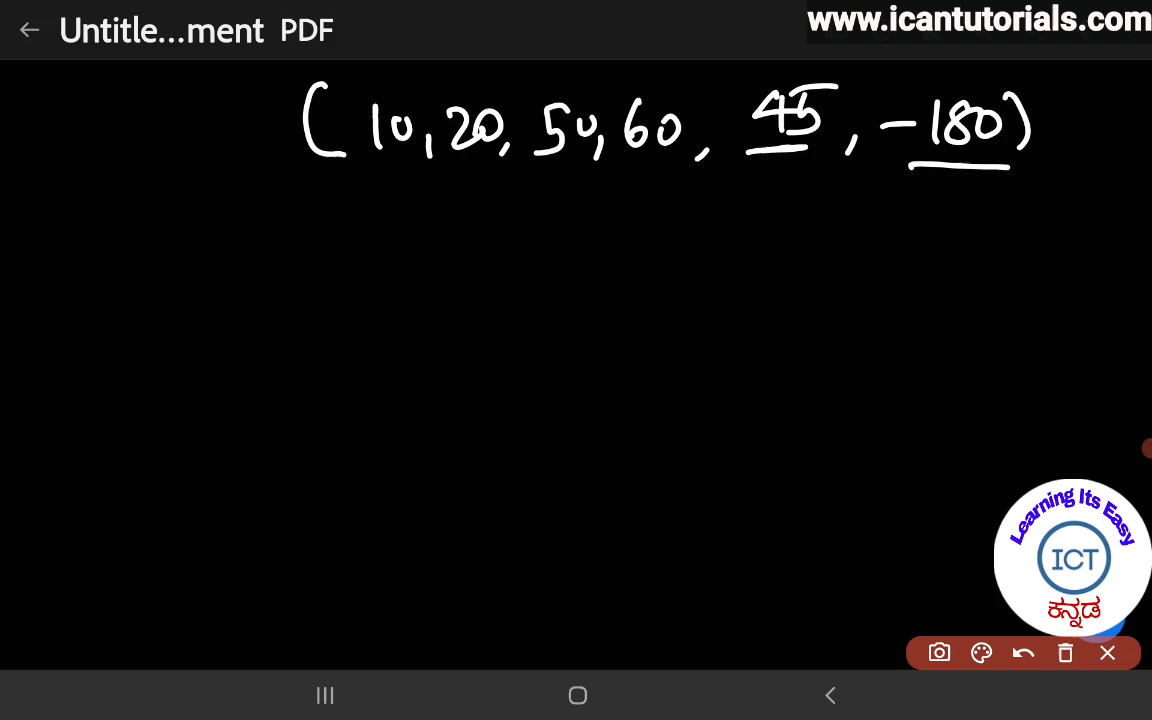 Untitle...ment PDF
www.icantutorials.com
(10, 20, 50, 60, 45, -180)
Learning Its Easy
ICT
ಕನ್ನಡ